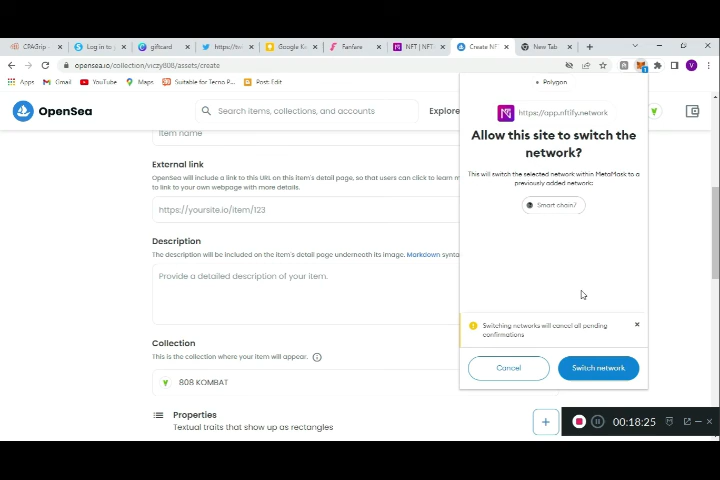 CPAGrip -
Log in to y
giftcard
https://tw
Google Ke
Fanfare
NFT | NFT
Create NF
New Tab
opensea.io/collection/viczy808/assets/create
Apps
Gmail
YouTube
Maps
Suitable for Tecno P...
Post: Edit
OpenSea
Search items, collections, and accounts
Explore
Item name
External link
OpenSea will include a link to this URL on this item's detail page, so that users can click to learn m
to link to your own webpage with more details.
https://yoursite.io/item/123
Description
The description will be included on the item's detail page underneath its image. Markdown synta
Provide a detailed description of your item.
Collection
This is the collection where your item will appear.
808 KOMBAT
Properties
Textual traits that show up as rectangles
Polygon
https://app.nftify.network
Allow this site to switch the
network?
This will switch the selected network within MetaMask to a
previously added network:
Smart chain7
Switching networks will cancel all pending
confirmations
Cancel
Switch network
00:18:25